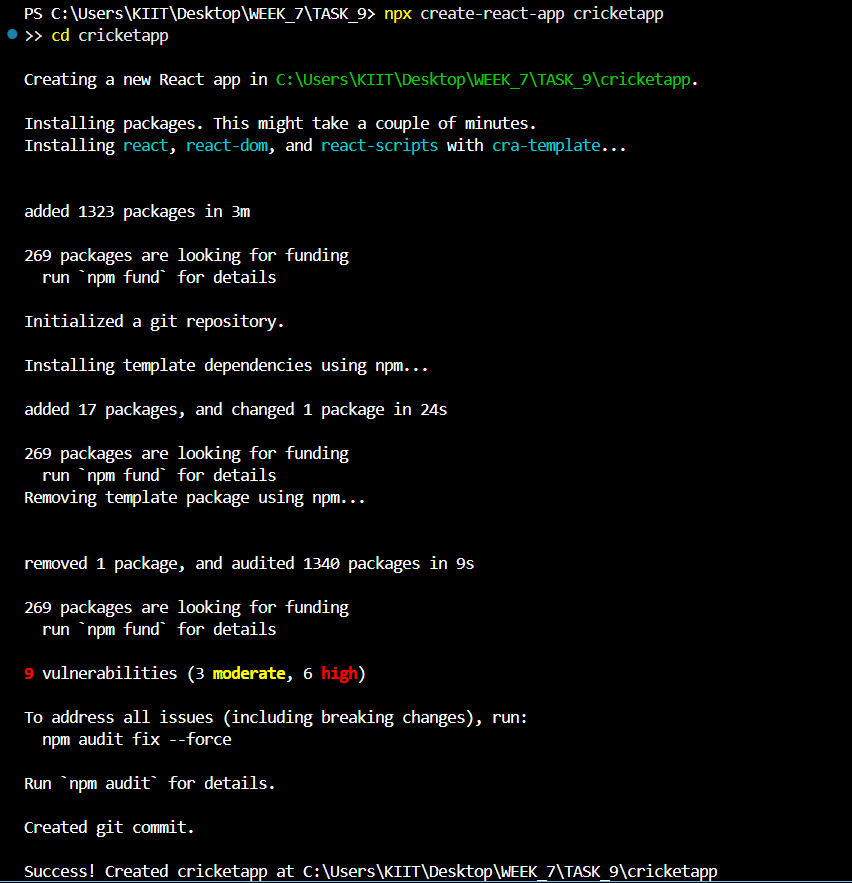 PS C:\Users\KIIT\Desktop\WEEK_7\TASK_9> npx create-react-app cricketapp
>> cd cricketapp
Creating a new React app in C:\Users\KIIT\Desktop\WEEK_7\TASK_9\cricketapp.
Installing packages. This might take a couple of minutes.
Installing react, react-dom, and react-scripts with cra-template...
added 1323 packages in 3m
269 packages are looking for funding
  run `npm fund` for details
Initialized a git repository.
Installing template dependencies using npm...
added 17 packages, and changed 1 package in 24s
269 packages are looking for funding
  run `npm fund` for details
Removing template package using npm...
removed 1 package, and audited 1340 packages in 9s
269 packages are looking for funding
  run `npm fund` for details
9 vulnerabilities (3 moderate, 6 high)
To address all issues (including breaking changes), run:
  npm audit fix --force
Run `npm audit` for details.
Created git commit.
Success! Created cricketapp at C:\Users\KIIT\Desktop\WEEK_7\TASK_9\cricketapp